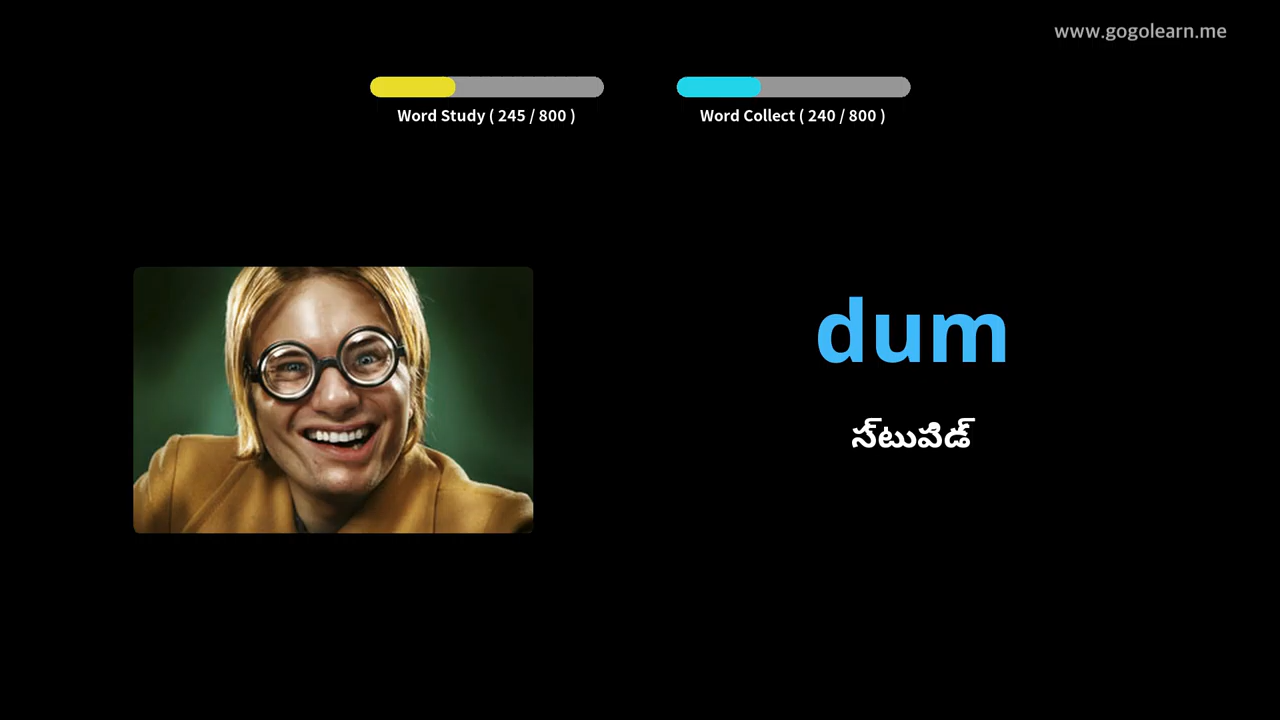 www.gogolearn.me
Word Study ( 245 / 800 )
Word Collect ( 240 / 800 )
dum
స్‌టుపిడ్